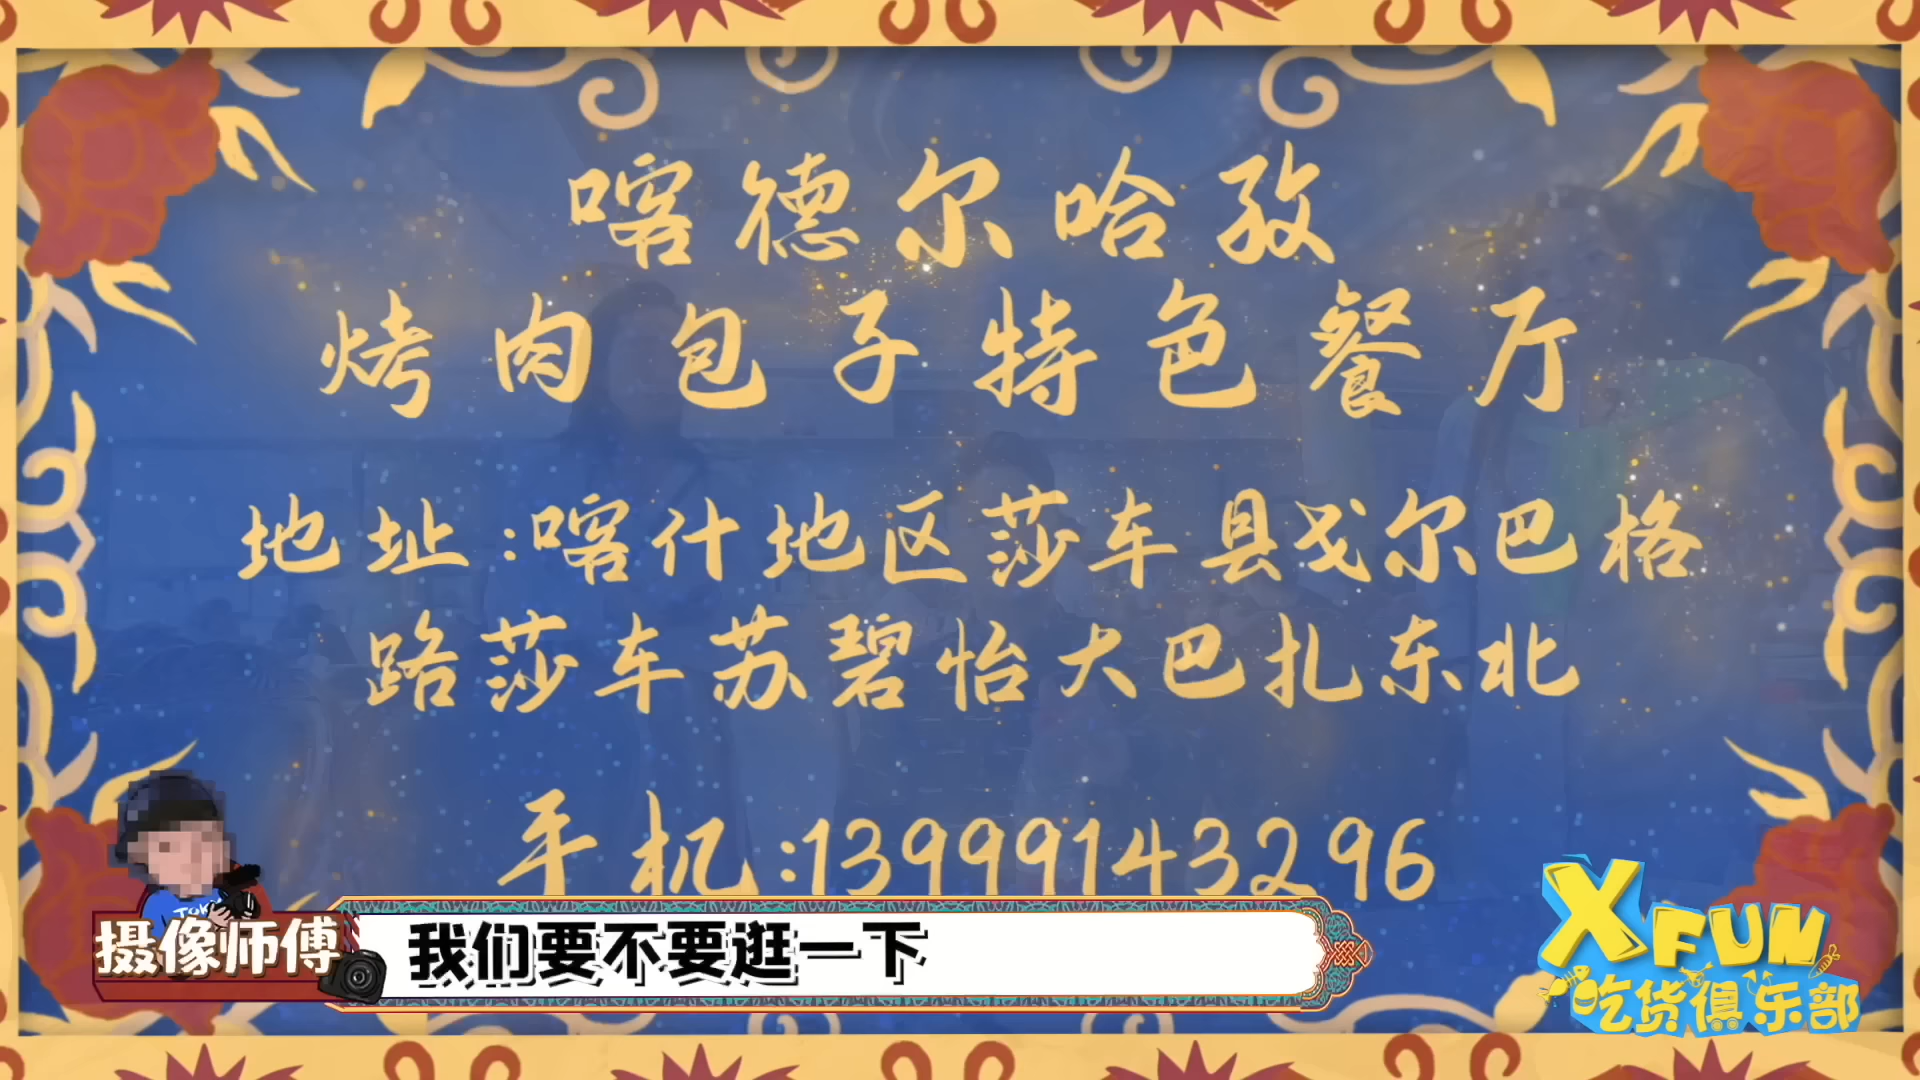 喀德尔哈孜
烤肉包子特色餐厅
地址:喀什地区莎车县戈尔巴格
路莎车苏碧怡大巴扎东北
手机:13999143296
TOKY
摄像师傅
我们要不要逛一下
XFUN
吃货俱乐部